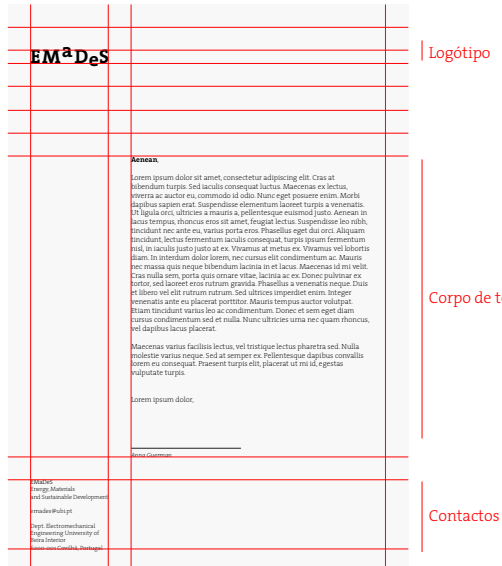 EMaDeS
Logótipo
Aenean,
Lorem ipsum dolor sit amet, consectetur adipiscing elit. Cras at
bibendum turpis. Sed iaculis consequat luctus. Maecenas ex lectus,
viverra ac auctor eu, commodo id odio. Nunc eget posuere enim. Morbi
dapibus sapien erat. Suspendisse elementum laoreet turpis a venenatis.
Ut ligula orci, ultricies a mauris a, pellentesque euismod justo. Aenean in
lacus tempus, rhoncus eros sit amet, feugiat lectus. Suspendisse leo nibh,
tincidunt nec ante eu, varius porta eros. Phasellus eget dui orci. Aliquam
tincidunt, lectus fermentum iaculis consequat, turpis ipsum fermentum
nisl, in iaculis justo justo at ex. Vivamus at metus ex. Vivamus vel lobortis
diam. In interdum dolor lorem, nec cursus elit condimentum ac. Mauris
nec massa quis neque bibendum lacinia in et lacus. Maecenas id mi velit.
Cras nulla sem, porta quis ornare vitae, lacinia ac ex. Donec pulvinar ex
tortor, sed laoreet eros rutrum gravida. Phasellus a venenatis neque. Duis
et libero vel elit rutrum rutrum. Sed ultrices imperdiet enim. Integer
venenatis ante eu placerat porttitor. Mauris tempus auctor volutpat.
Etiam tincidunt varius leo ac condimentum. Donec et sem eget diam
cursus condimentum sed et nulla. Nunc ultricies urna nec quam rhoncus,
vel dapibus lacus placerat.
Maecenas varius facilisis lectus, vel tristique lectus pharetra sed. Nulla
molestie varius neque. Sed at semper ex. Pellentesque dapibus convallis
lorem eu consequat. Praesent turpis elit, placerat ut mi id, egestas
vulputate turpis.
Lorem ipsum dolor,
Corpo de te
Anna Guerman
EMaDeS
Energy, Materials
and Sustainable Development
emades@ubi.pt
Dept. Electromechanical
Engineering University of
Beira Interior
6200-001 Covilhã, Portugal
Contactos